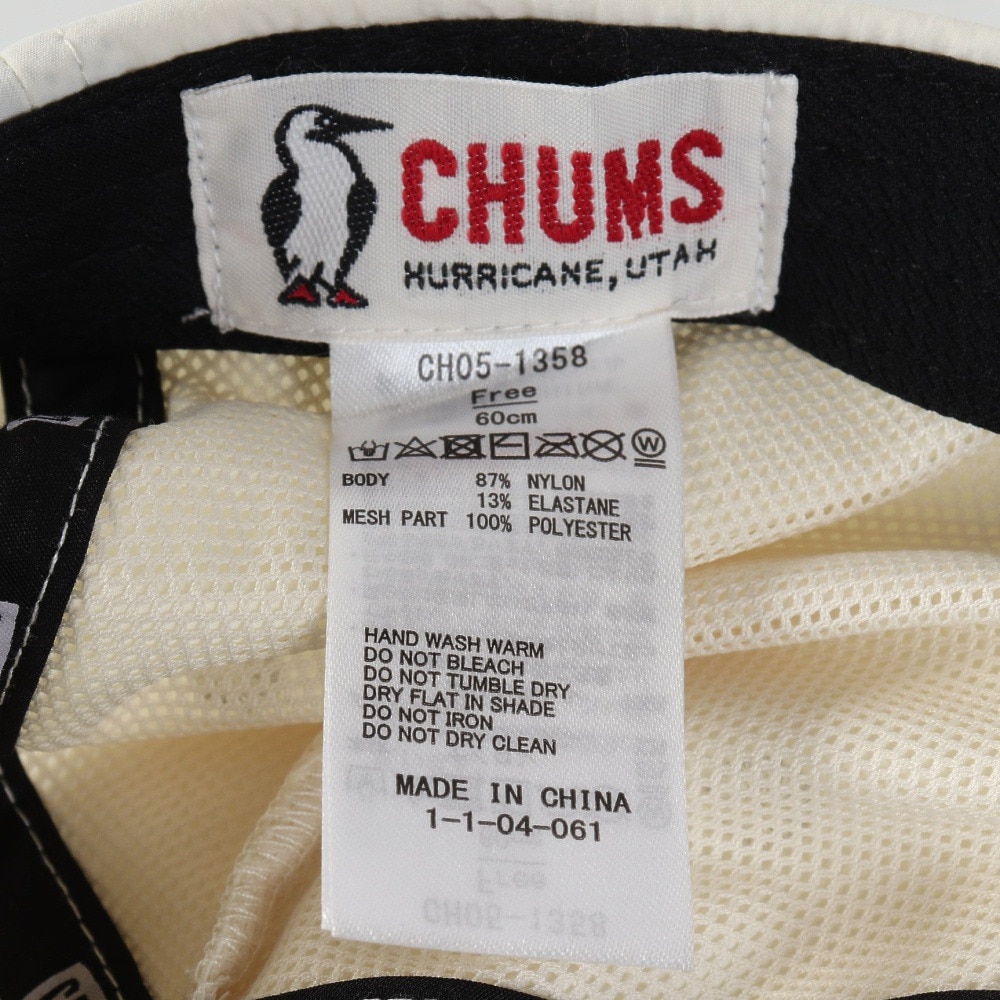 CHUMS
HURRICANE, UTAH
CH05-1358
Free
60cm
W
BODY 87% NYLON
13% ELASTANE
MESH PART 100% POLYESTER
HAND WASH WARM
DO NOT BLEACH
DO NOT TUMBLE DRY
DRY FLAT IN SHADE
DO NOT IRON
DO NOT DRY CLEAN
MADE IN CHINA
1-1-04-061